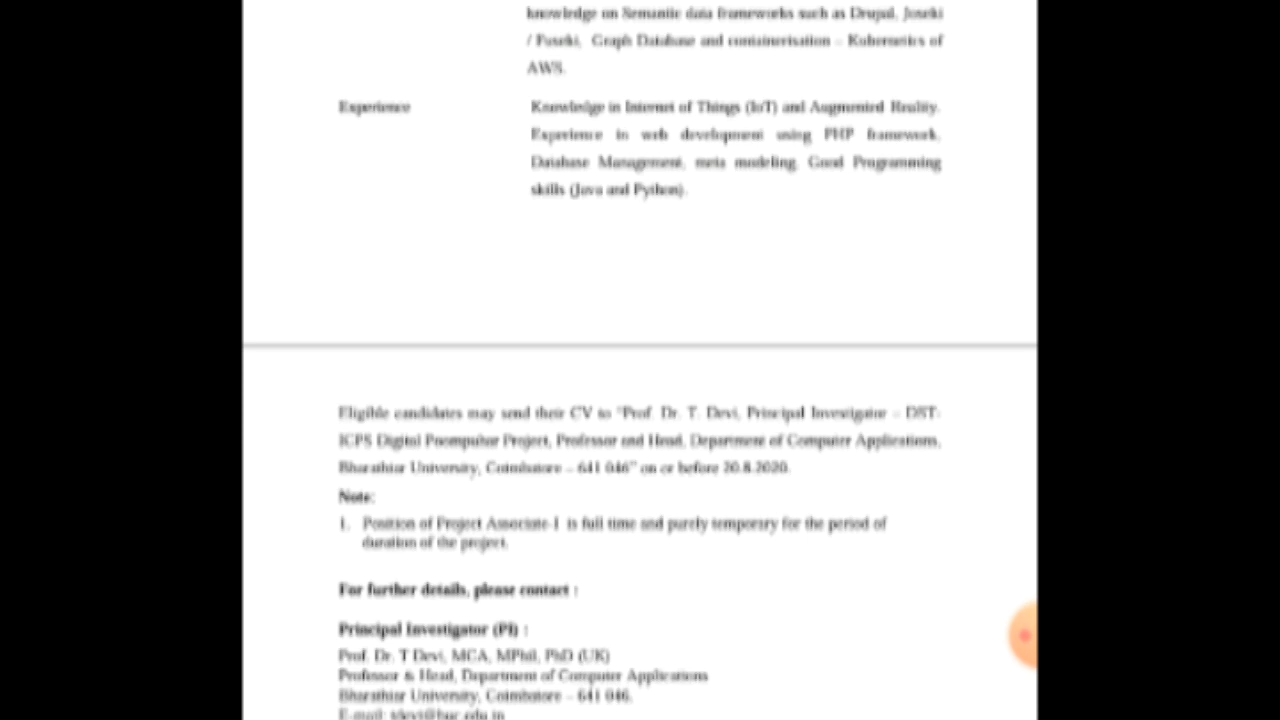 knowledge on Semantic data frameworks such as Drupal, Joseki
/ Fuseki, Graph Database and containerisation – Kubernetics of
AWS.
Experience
Knowledge in Internet of Things (IoT) and Augmented Reality.
Experience in web development using PHP framework,
Database Management, meta modeling. Good Programming
skills (Java and Python).
Eligible candidates may send their CV to "Prof. Dr. T. Devi, Principal Investigator – DST-
ICPS Digital Poompuhar Project, Professor and Head, Department of Computer Applications,
Bharathiar University, Coimbatore – 641 046" on or before 20.8.2020.
Note:
1. Position of Project Associate-I is full time and purely temporary for the period of
duration of the project.
For further details, please contact :
Principal Investigator (PI) :
Prof. Dr. T Devi, MCA, MPhil, PhD (UK)
Professor & Head, Department of Computer Applications
Bharathiar University, Coimbatore – 641 046.
E-mail: tdevi@buc.edu.in